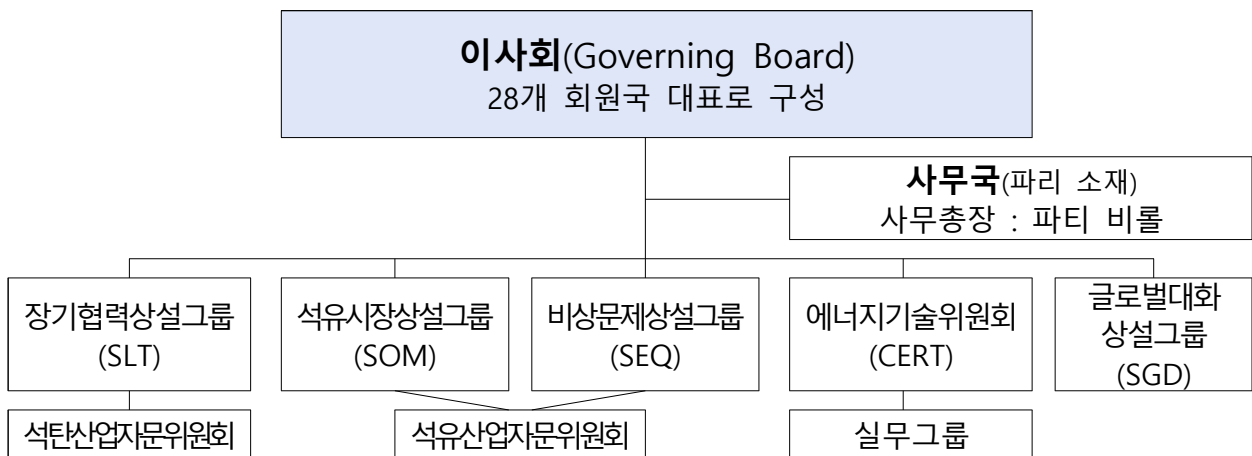 이사회(Governing Board)
28개 회원국 대표로 구성
사무국(파리 소재)
사무총장 : 파티 비롤
장기협력상설그룹
(SLT)
석유시장상설그룹
(SOM)
비상문제상설그룹
(SEQ)
에너지기술위원회
(CERT)
글로벌대화
상설그룹
(SGD)
석탄산업자문위원회
석유산업자문위원회
실무그룹